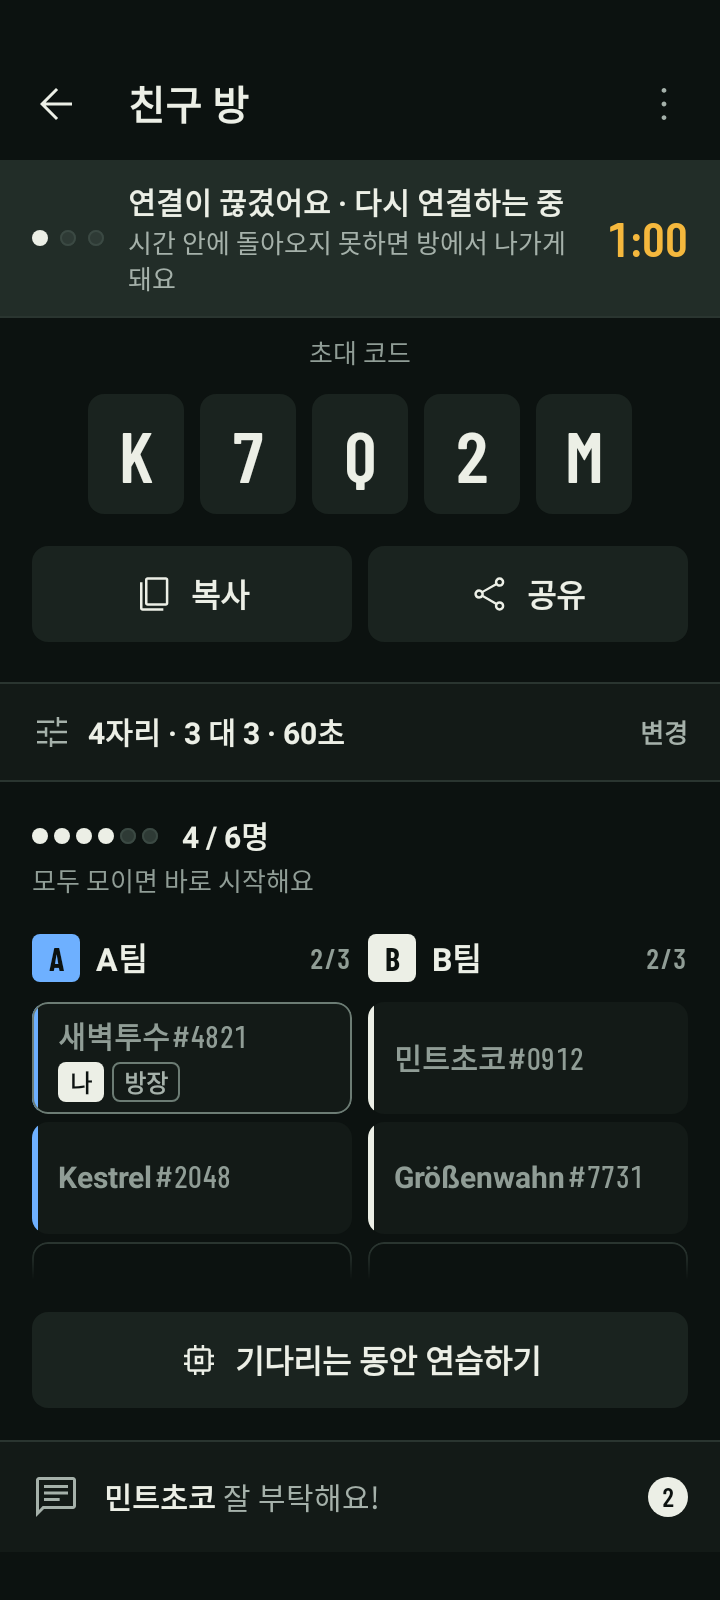 친구 방
연결이 끊겼어요 · 다시 연결하는 중
시간 안에 돌아오지 못하면 방에서 나가게
돼요
1:00
초대 코드
K 7 Q 2 M
복사
공유
4자리 · 3 대 3 · 60초
변경
4 / 6명
모두 모이면 바로 시작해요
A A팀 2/3
B B팀 2/3
새벽투수#4821
나 방장
민트초코#0912
Kestrel#2048
Größenwahn#7731
기다리는 동안 연습하기
민트초코 잘 부탁해요!
2